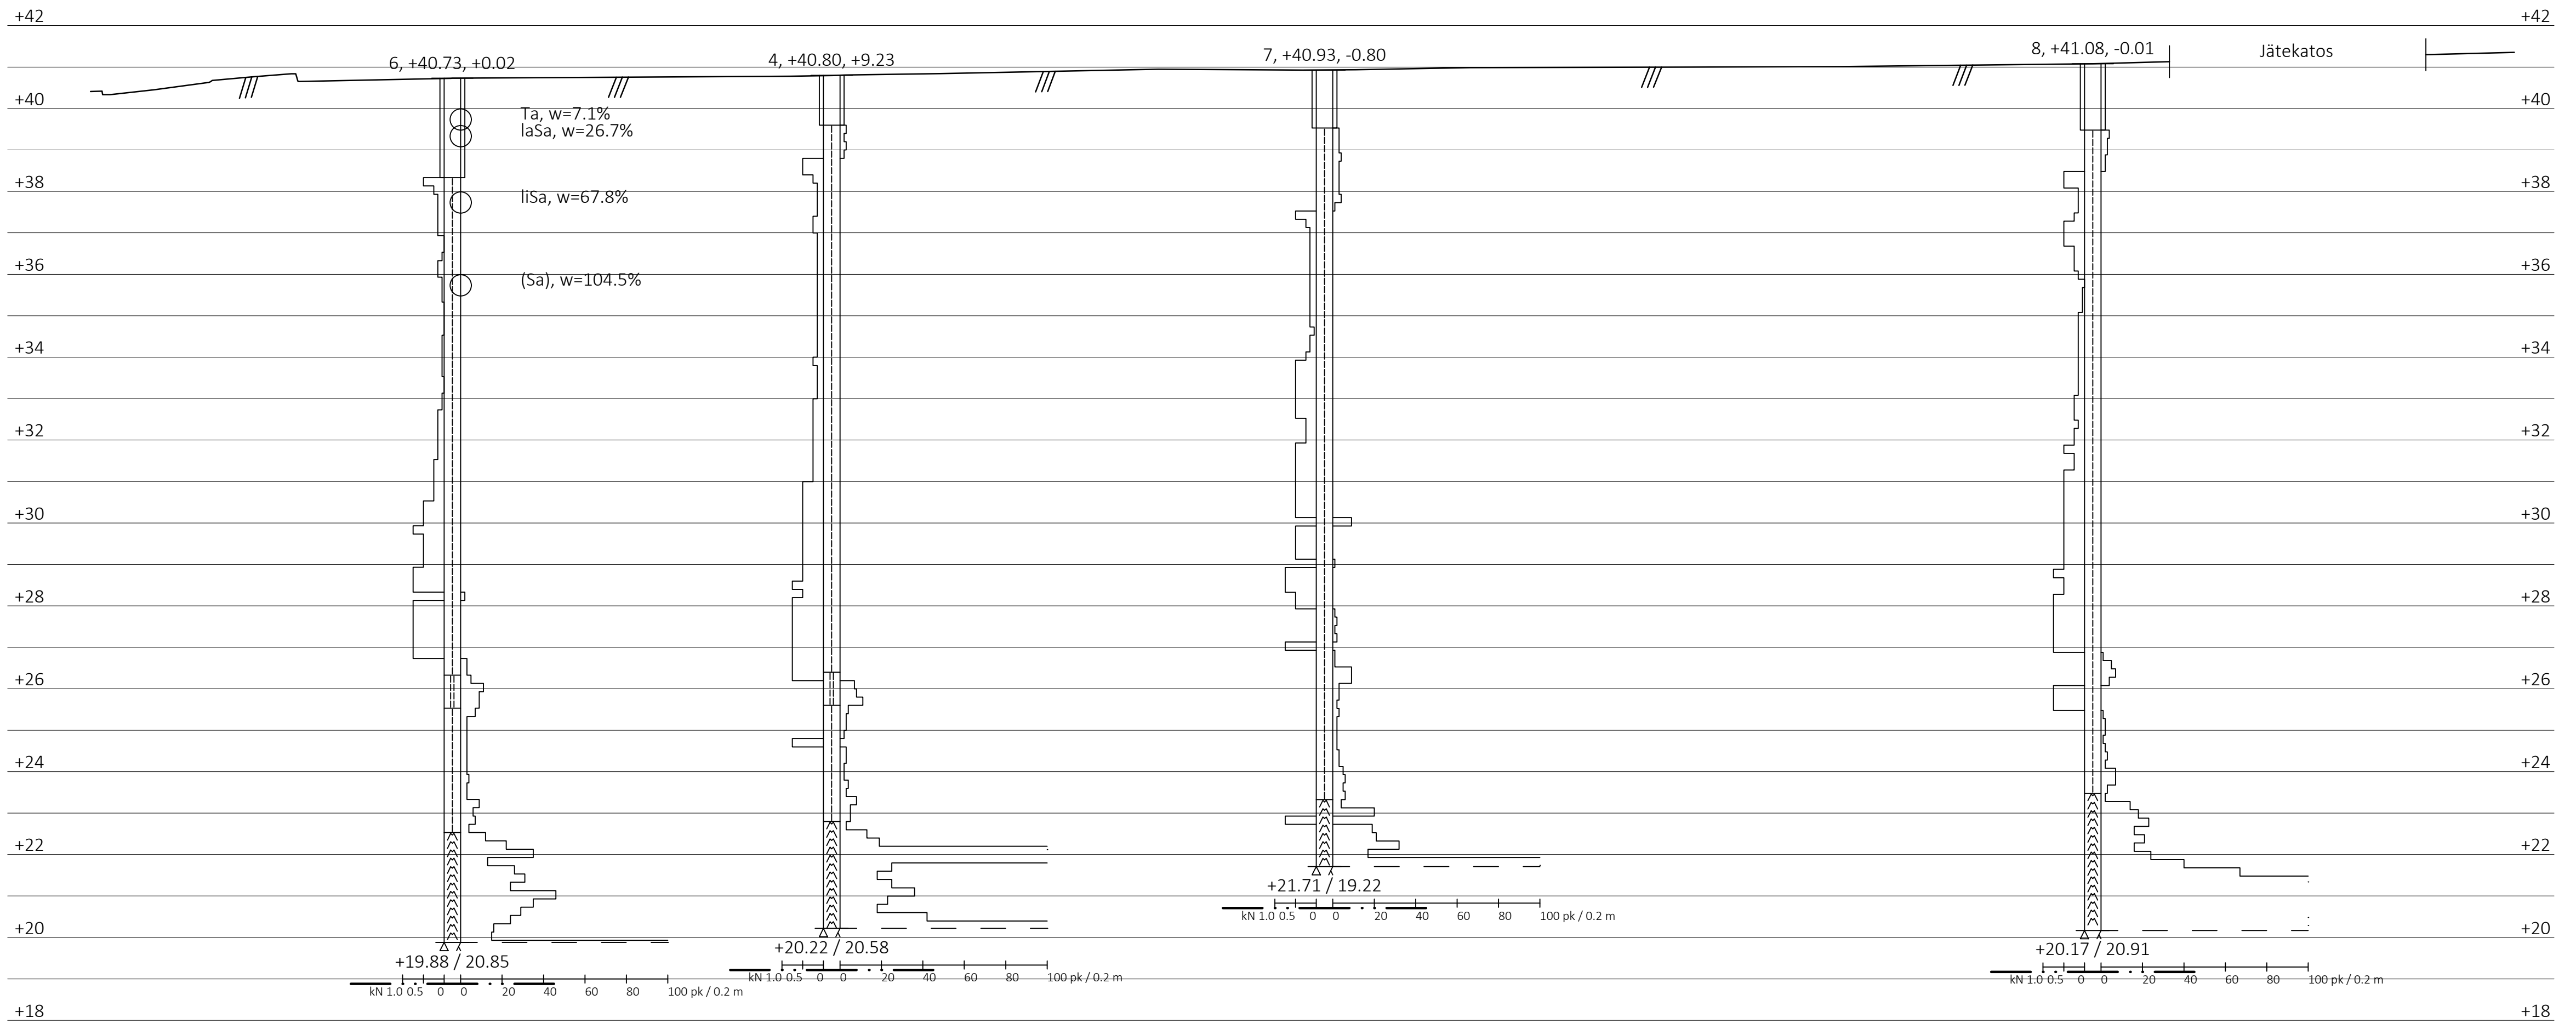 +42 +42
6, +40.73, +0.02 4, +40.80, +9.23 7, +40.93, -0.80 8, +41.08, -0.01 Jätekatos
+40 +40
Ta, w=7.1%
laSa, w=26.7%
+38 +38
liSa, w=67.8%
+36 +36
(Sa), w=104.5%
+34 +34
+32 +32
+30 +30
+28 +28
+26 +26
+24 +24
+22 +22
+21.71 / 19.22
kN 1.0 0.5 0 0 20 40 60 80 100 pk / 0.2 m
+20 +20
+20.22 / 20.58
+20.17 / 20.91
+19.88 / 20.85
kN 1.0 0.5 0 0 20 40 60 80 100 pk / 0.2 m
kN 1.0 0.5 0 0 20 40 60 80 100 pk / 0.2 m
kN 1.0 0.5 0 0 20 40 60 80 100 pk / 0.2 m
+18 +18